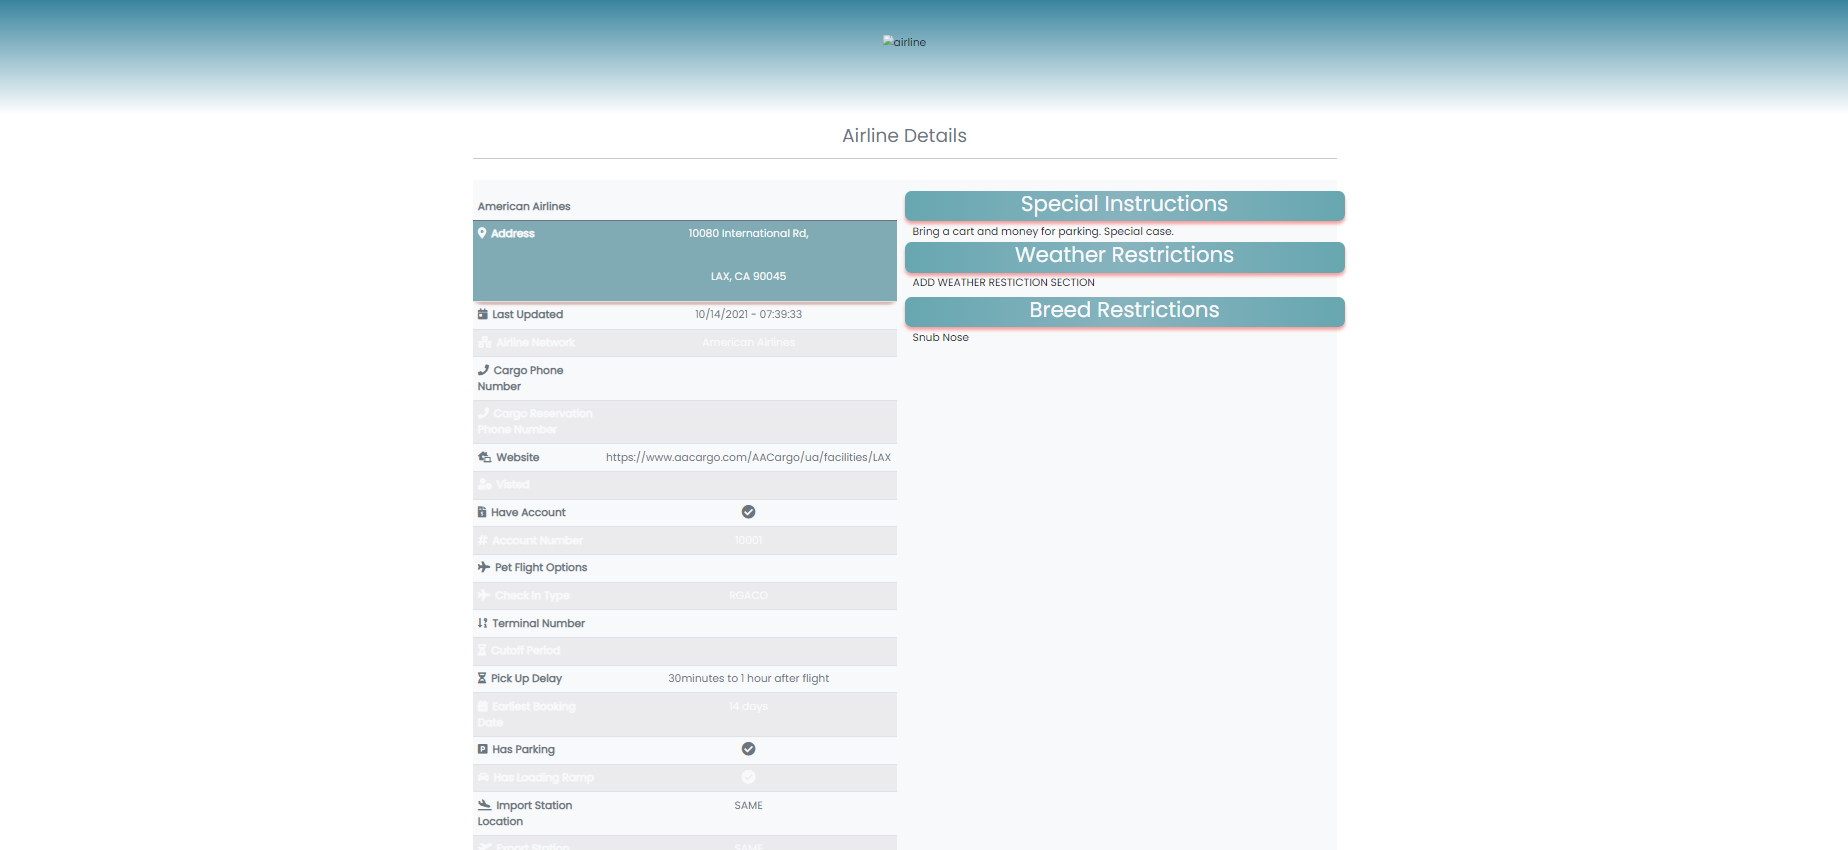 airline
Airline Details
American Airlines
Address
10080 International Rd,
LAX, CA 90045
Last Updated
10/14/2021 - 07:39:33
Airline Network
American Airlines
Cargo Phone
Number
Cargo Reservation
Phone Number
Website
https://www.aacargo.com/AACargo/ua/facilities/LAX
Visted
Have Account
Account Number
10001
Pet Flight Options
Check In Type
RGACO
Terminal Number
Cutoff Period
Pick Up Delay
30minutes to 1 hour after flight
Earliest Booking
Date
14 days
Has Parking
Has Loading Ramp
Import Station
Location
SAME
Export Station
SAME
Special Instructions
Bring a cart and money for parking. Special case.
Weather Restrictions
ADD WEATHER RESTICTION SECTION
Breed Restrictions
Snub Nose